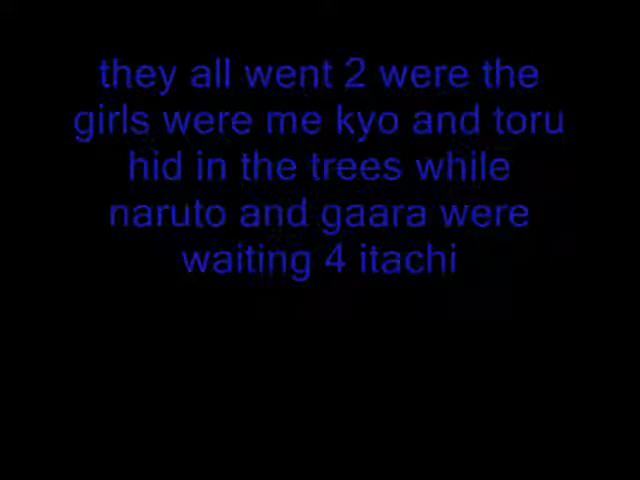 they all went 2 were the
girls were me kyo and toru
hid in the trees while
naruto and gaara were
waiting 4 itachi